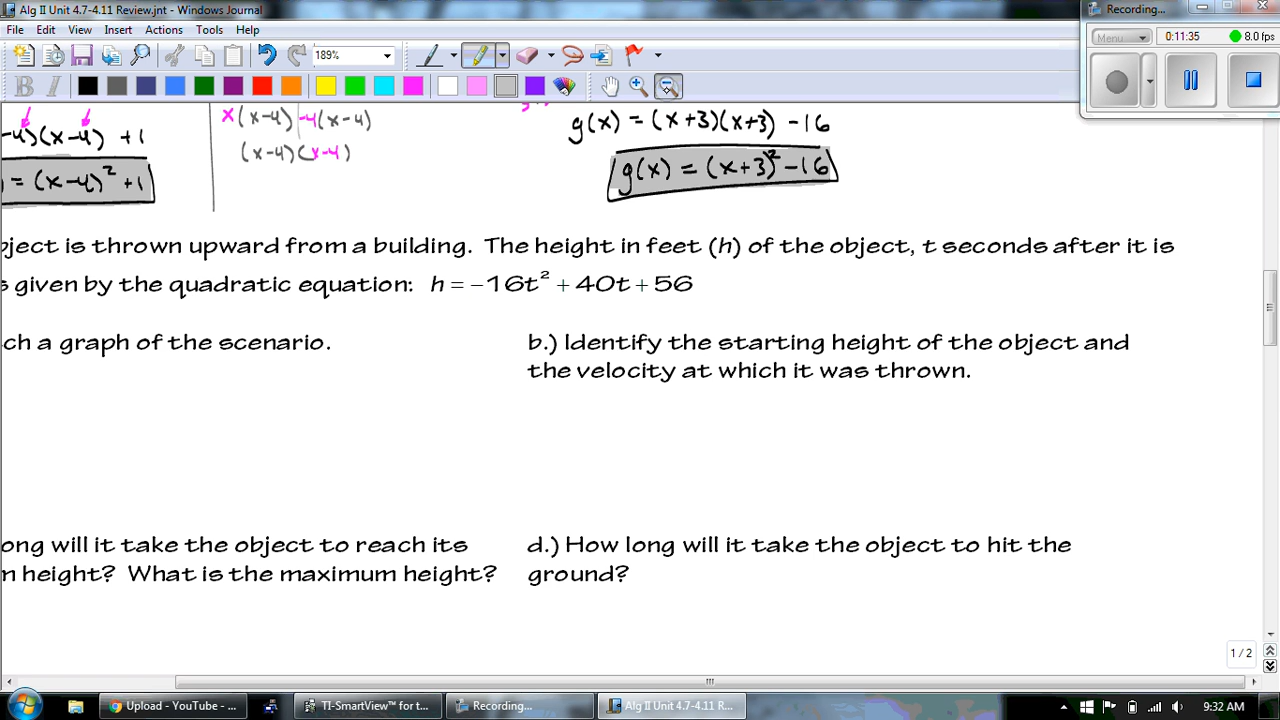 Alg II Unit 4.7-4.11 Review.jnt - Windows Journal
Recording...
File Edit View Insert Actions Tools Help
Menu
0:11:35
8.0 fps
189%
-4)(x-4) +1
x(x-4) -4(x-4)
(x-4)(x-4)
= (x-4)² +1
g(x) = (x+3)(x+3) -16
g(x) = (x+3)² -16
bject is thrown upward from a building. The height in feet (h) of the object, t seconds after it is
s given by the quadratic equation: h = -16t² + 40t + 56
ch a graph of the scenario.
b.) Identify the starting height of the object and
the velocity at which it was thrown.
ong will it take the object to reach its
m height? What is the maximum height?
d.) How long will it take the object to hit the
ground?
1 / 2
Upload - YouTube - ...
TI-SmartView™ for t...
Recording...
Alg II Unit 4.7-4.11 R...
9:32 AM